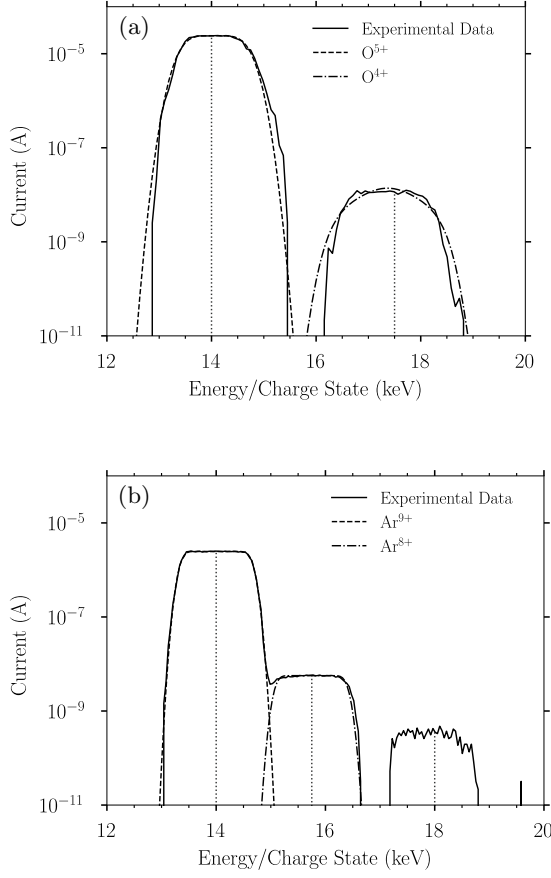 (a)
Experimental Data
O⁵⁺
O⁴⁺
10⁻⁵
10⁻⁷
10⁻⁹
10⁻¹¹
Current (A)
12 14 16 18 20
Energy/Charge State (keV)
(b)
Experimental Data
Ar⁹⁺
Ar⁸⁺
10⁻⁵
10⁻⁷
10⁻⁹
10⁻¹¹
Current (A)
12 14 16 18 20
Energy/Charge State (keV)